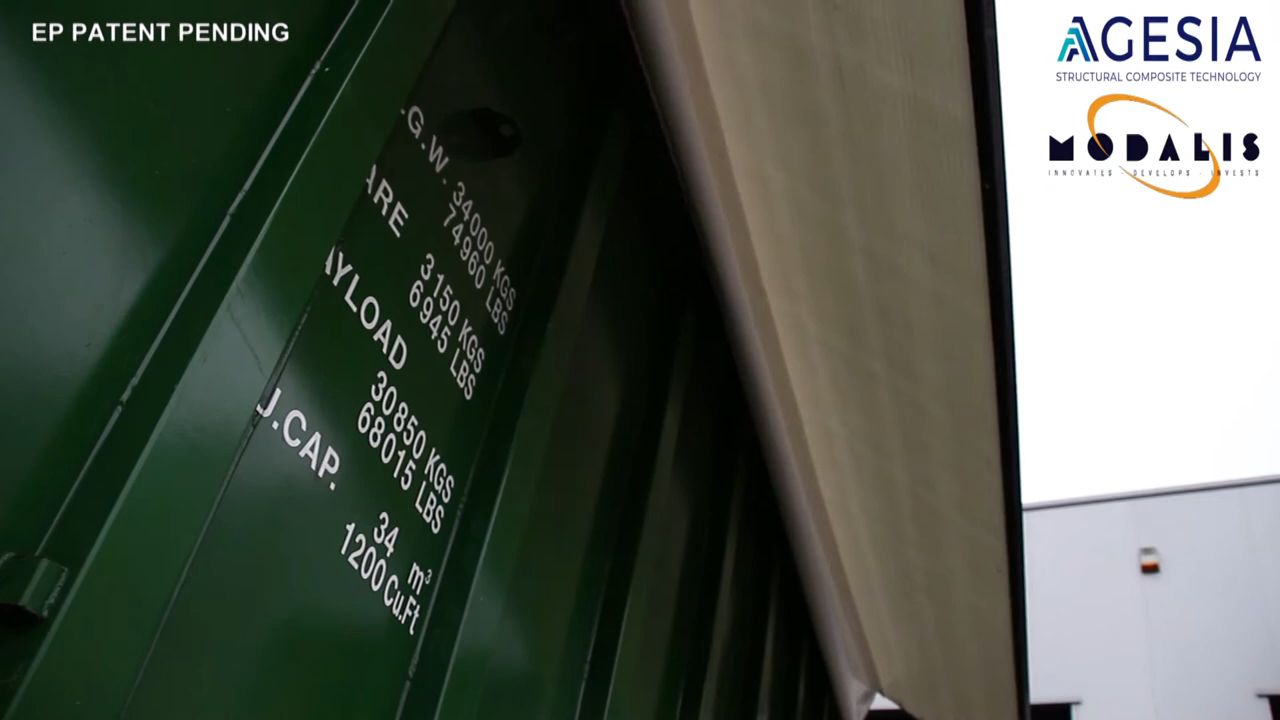 EP PATENT PENDING
AGESIA
STRUCTURAL COMPOSITE TECHNOLOGY
MODALIS
INNOVATES - DEVELOPS - INVESTS
.G.W. 34000 KGS
74960 LBS
ARE 3150 KGS
6945 LBS
AYLOAD 30850 KGS
68015 LBS
U.CAP. 34 m³
1200 Cu.Ft